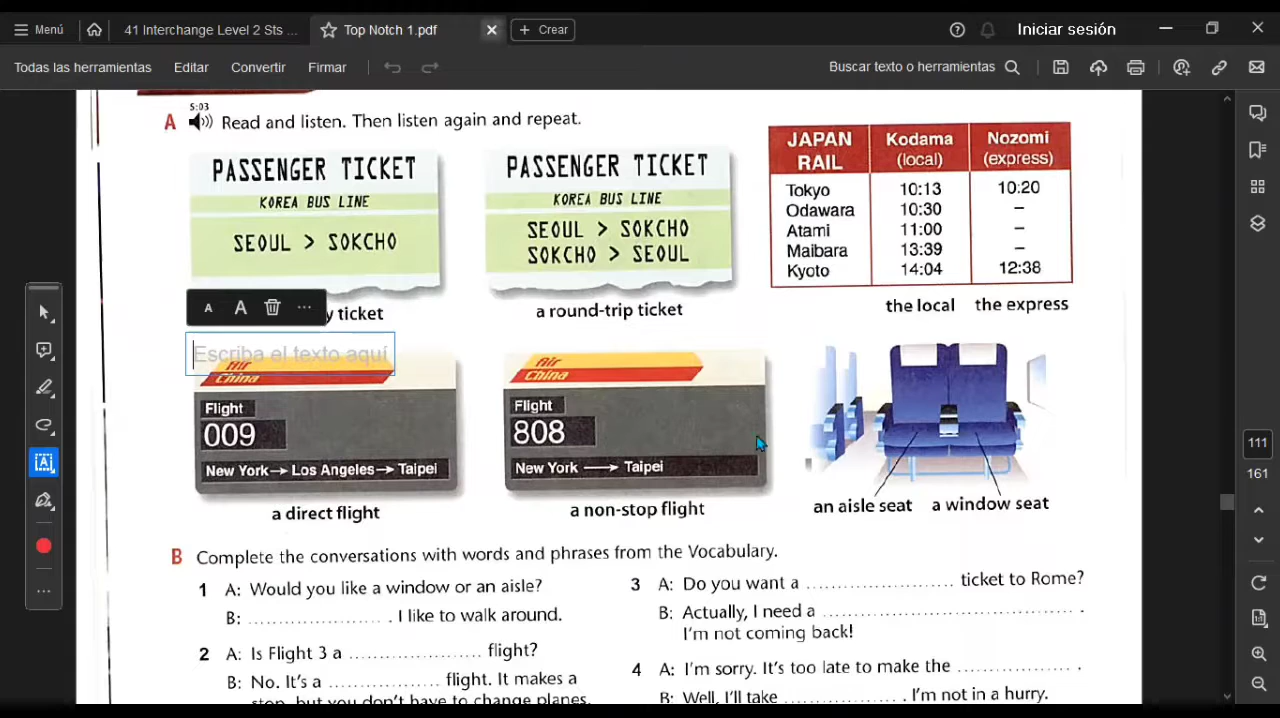 Menú
41 Interchange Level 2 Sts ...
Top Notch 1.pdf
Crear
Iniciar sesión
Todas las herramientas
Editar
Convertir
Firmar
Buscar texto o herramientas
5:03
A Read and listen. Then listen again and repeat.
PASSENGER TICKET
KOREA BUS LINE
SEOUL > SOKCHO
PASSENGER TICKET
KOREA BUS LINE
SEOUL > SOKCHO
SOKCHO > SEOUL
a round-trip ticket
JAPAN RAIL Kodama (local) Nozomi (express)
Tokyo 10:13 10:20
Odawara 10:30 –
Atami 11:00 –
Maibara 13:39 –
Kyoto 14:04 12:38
the local the express
A A ...
y ticket
Escriba el texto aquí
Air
China
Flight
009
New York→ Los Angeles→ Taipei
a direct flight
Air
China
Flight
808
New York → Taipei
a non-stop flight
an aisle seat a window seat
B Complete the conversations with words and phrases from the Vocabulary.
1 A: Would you like a window or an aisle?
B: .................... . I like to walk around.
2 A: Is Flight 3 a .................... flight?
B: No. It's a .................... flight. It makes a
stop, but you don't have to change planes.
3 A: Do you want a .................... ticket to Rome?
B: Actually, I need a .................... .
I'm not coming back!
4 A: I'm sorry. It's too late to make the .................... .
B: Well, I'll take .................... . I'm not in a hurry.
111
161